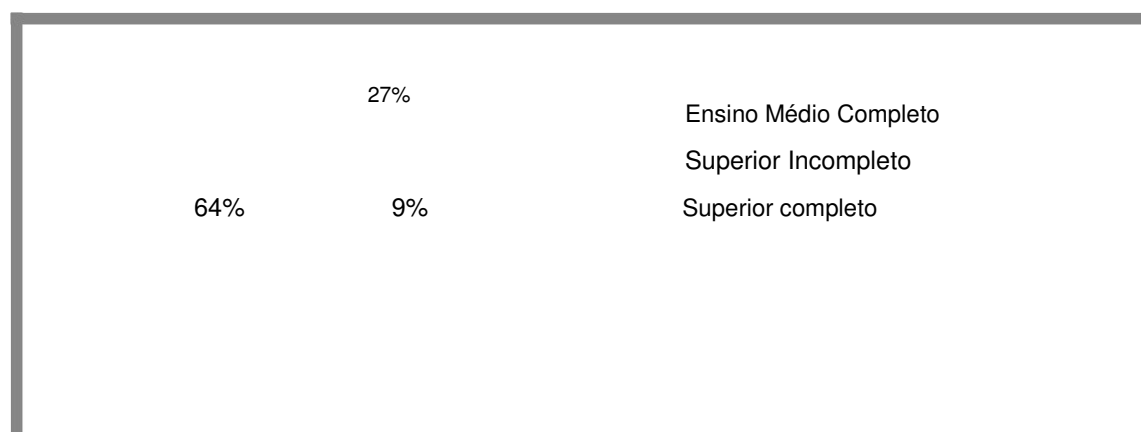 27%
Ensino Médio Completo
Superior Incompleto
64%
9%
Superior completo